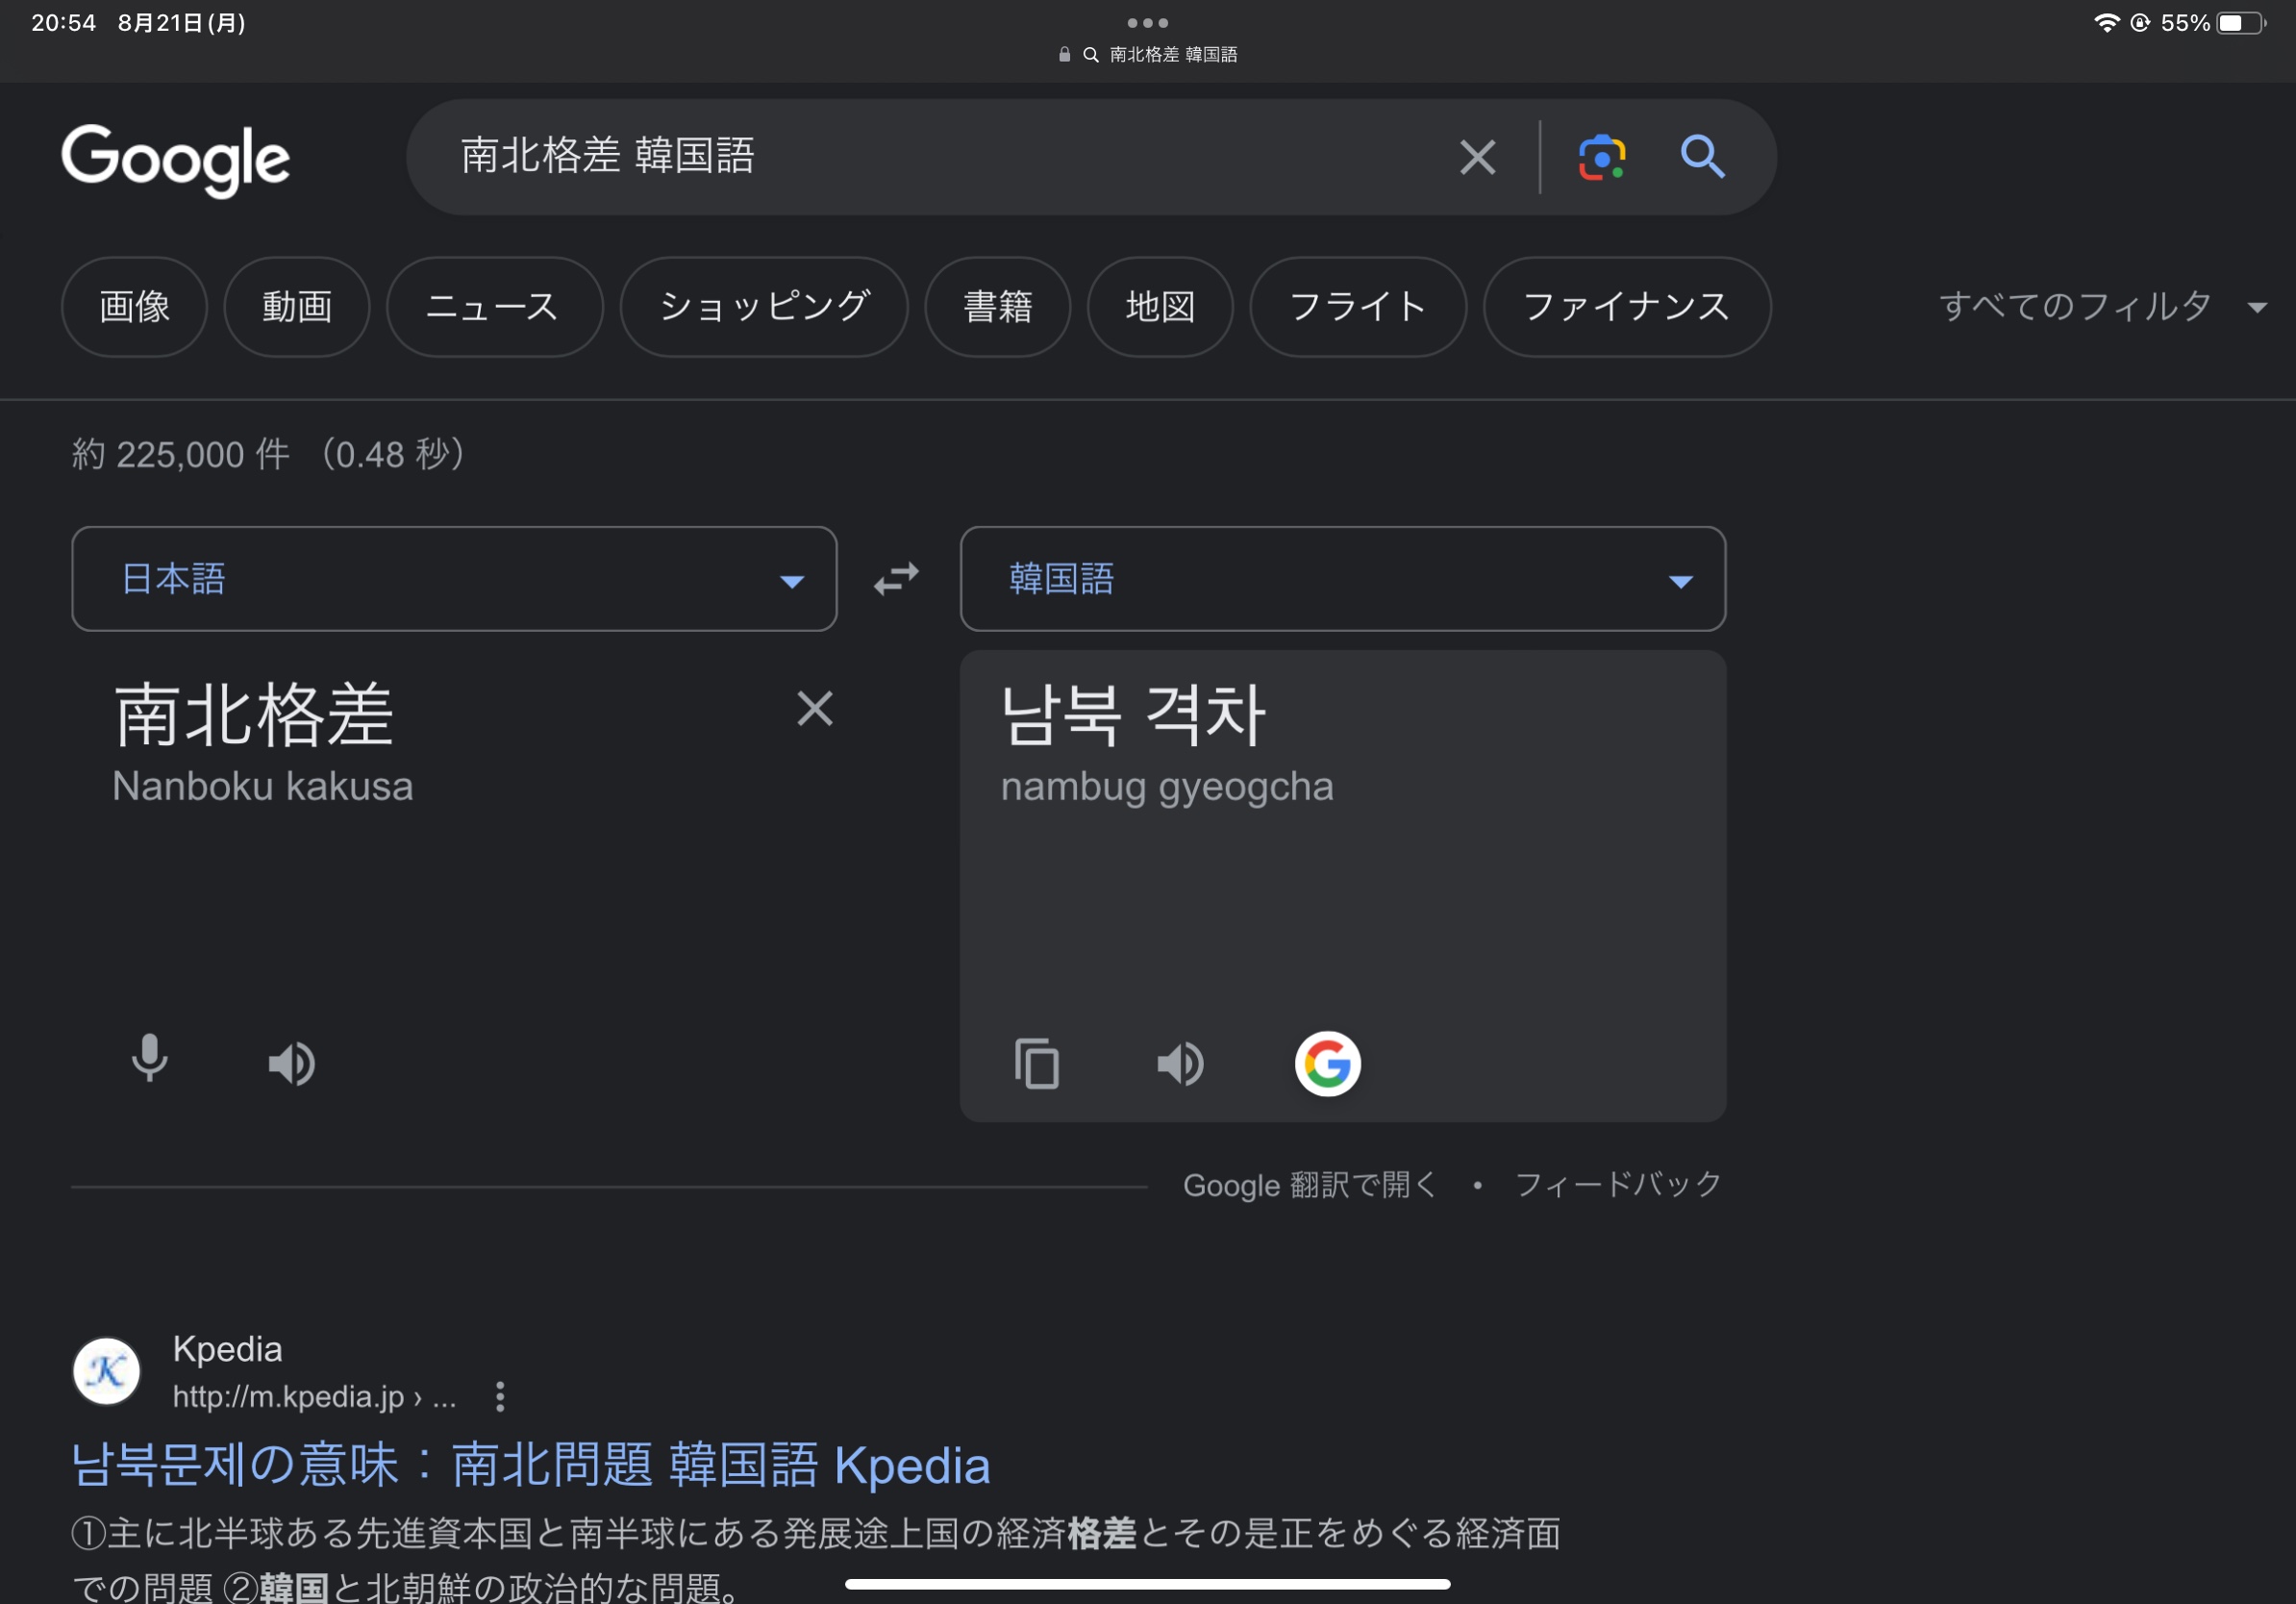 20:54 8月21日(月)
55%
南北格差 韓国語
Google
南北格差 韓国語
画像 動画 ニュース ショッピング 書籍 地図 フライト ファイナンス すべてのフィルタ
約 225,000 件 （0.48 秒）
日本語 韓国語
南北格差
Nanboku kakusa
남북 격차
nambug gyeogcha
Google 翻訳で開く • フィードバック
Kpedia
http://m.kpedia.jp › ...
남북문제の意味：南北問題 韓国語 Kpedia
①主に北半球ある先進資本国と南半球にある発展途上国の経済格差とその是正をめぐる経済面
での問題 ②韓国と北朝鮮の政治的な問題。